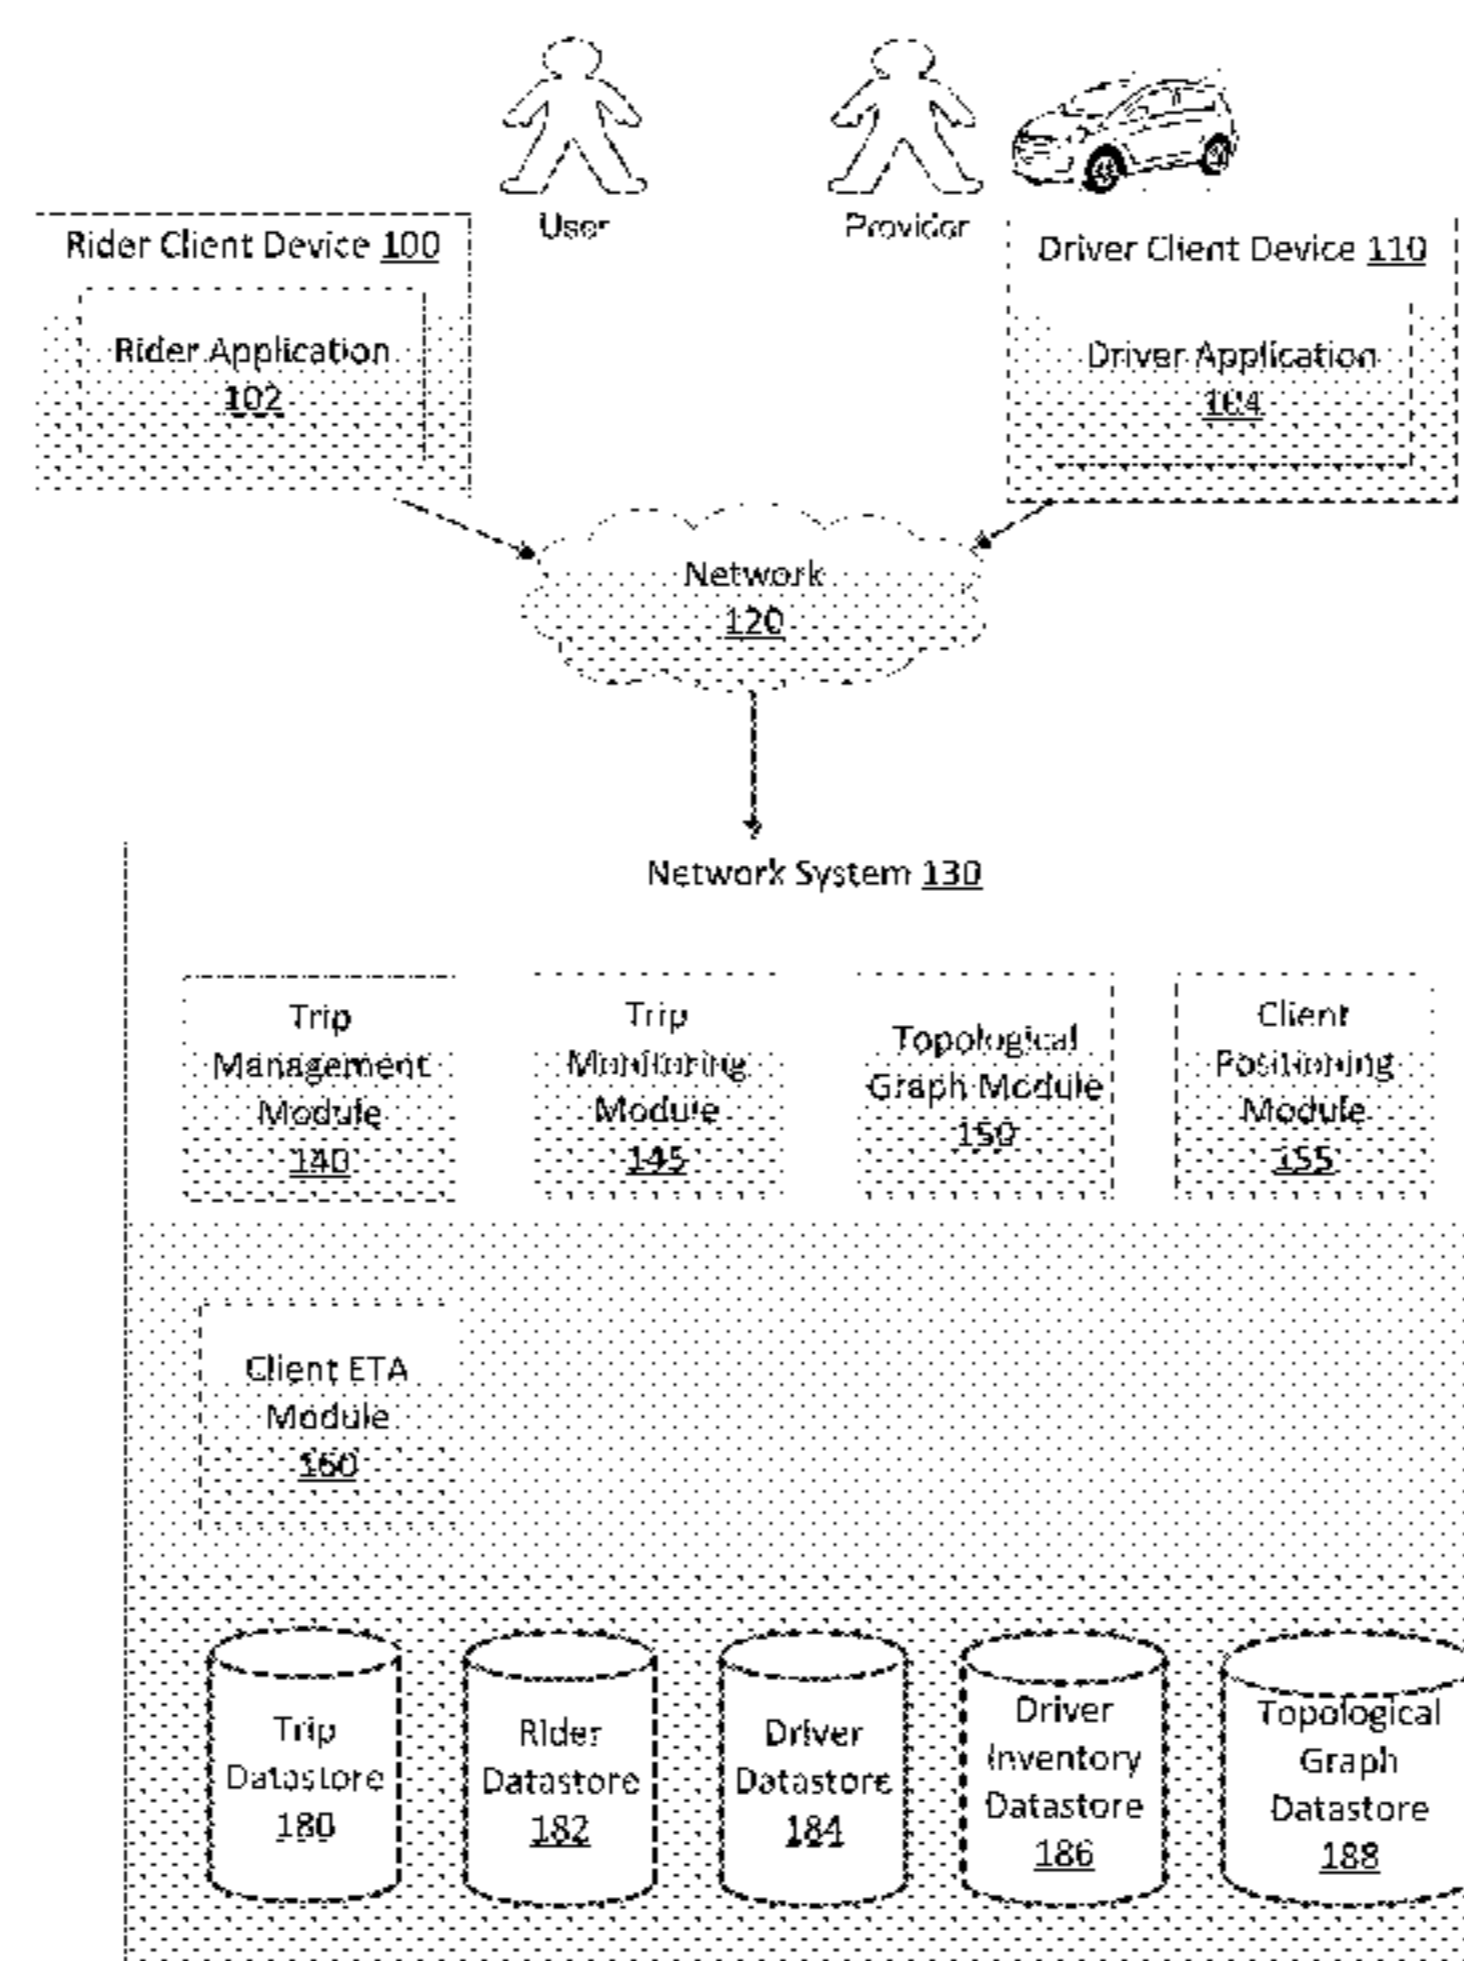 User
Provider
Rider Client Device 100
Driver Client Device 110
Rider Application
102
Driver Application
104
Network
120
Network System 130
Trip
Management
Module
140
Trip
Monitoring
Module
145
Topological
Graph Module
150
Client
Positioning
Module
155
Client ETA
Module
160
Trip
Datastore
180
Rider
Datastore
182
Driver
Datastore
184
Driver
Inventory
Datastore
186
Topological
Graph
Datastore
188